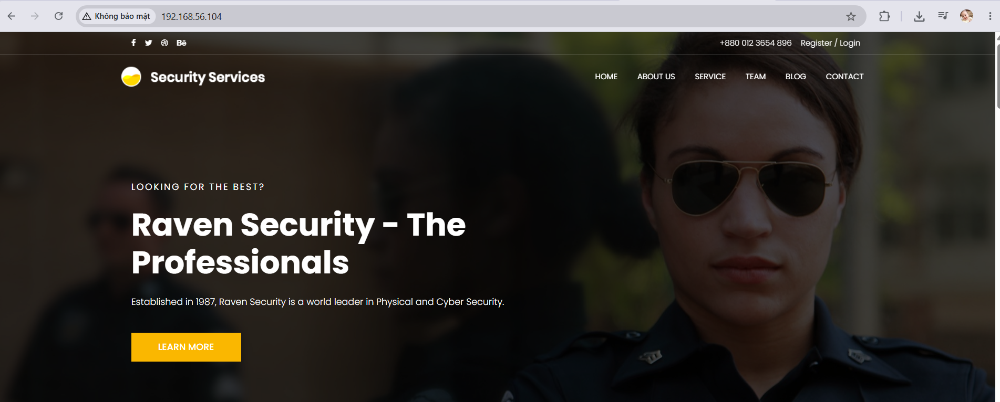 Không bảo mật 192.168.56.104
Bē
+880 012 3654 896 Register / Login
Security Services
HOME ABOUT US SERVICE TEAM BLOG CONTACT
LOOKING FOR THE BEST?
Raven Security - The
Professionals
Established in 1987, Raven Security is a world leader in Physical and Cyber Security.
LEARN MORE